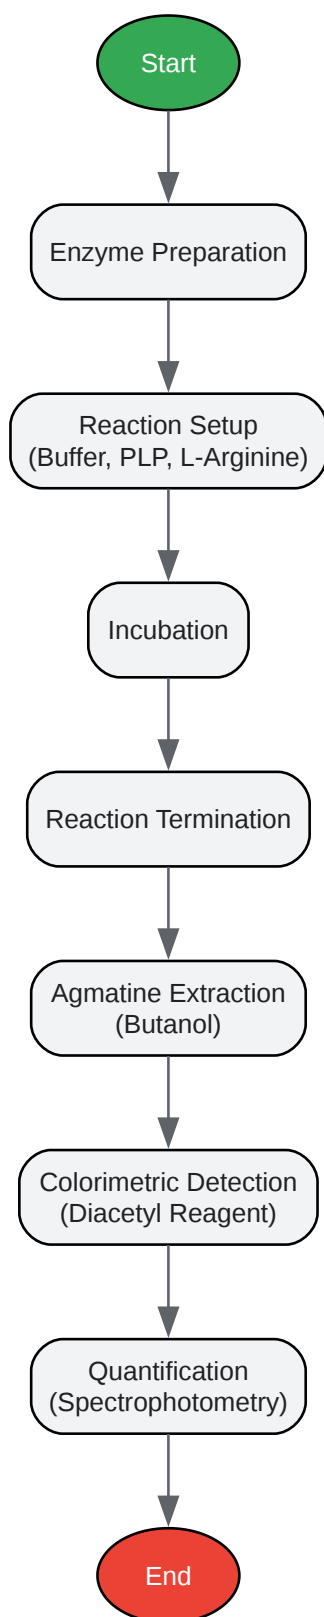 Start
Enzyme Preparation
Reaction Setup
(Buffer, PLP, L-Arginine)
Incubation
Reaction Termination
Agmatine Extraction
(Butanol)
Colorimetric Detection
(Diacetyl Reagent)
Quantification
(Spectrophotometry)
End